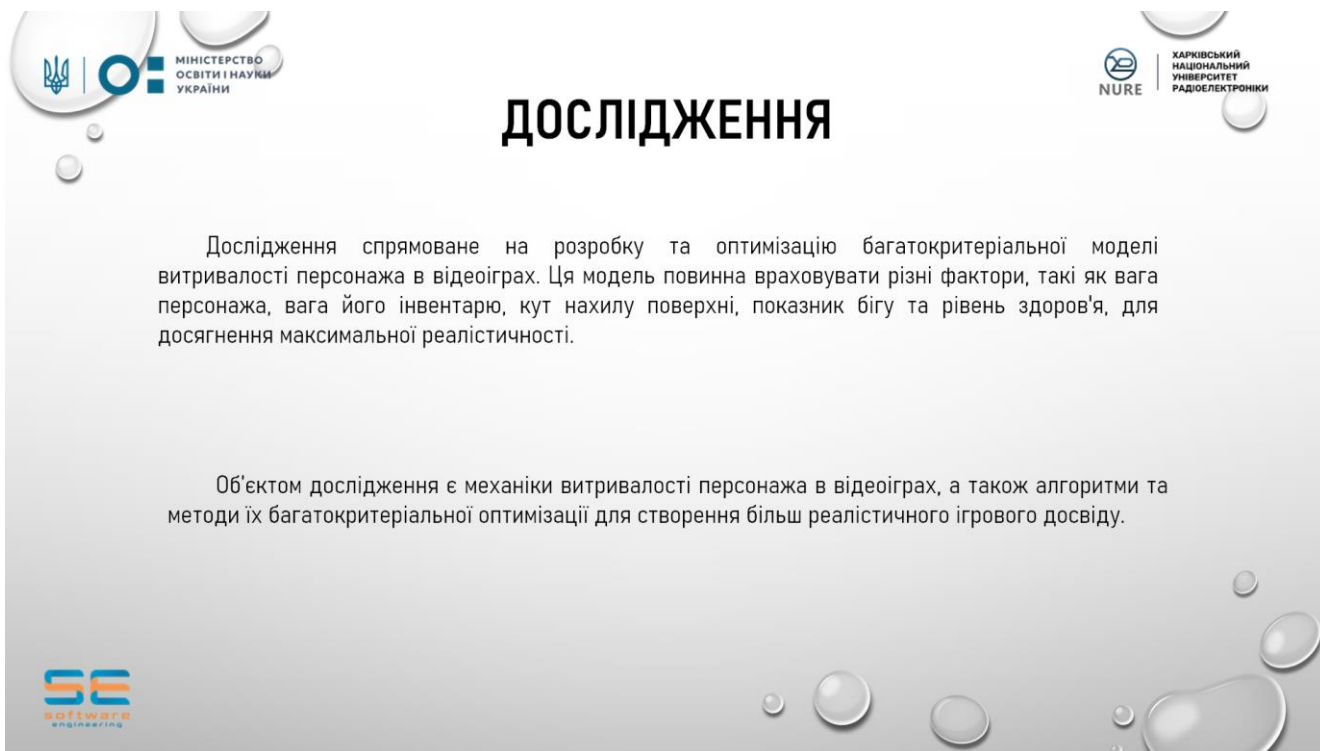 МІНІСТЕРСТВО
ОСВІТИ І НАУКИ
УКРАЇНИ
NURE
ХАРКІВСЬКИЙ
НАЦІОНАЛЬНИЙ
УНІВЕРСИТЕТ
РАДІОЕЛЕКТРОНІКИ
ДОСЛІДЖЕННЯ
Дослідження спрямоване на розробку та оптимізацію багатокритеріальної моделі
витривалості персонажа в відеоіграх. Ця модель повинна враховувати різні фактори, такі як вага
персонажа, вага його інвентарю, кут нахилу поверхні, показник бігу та рівень здоров'я, для
досягнення максимальної реалістичності.
Об'єктом дослідження є механіки витривалості персонажа в відеоіграх, а також алгоритми та
методи їх багатокритеріальної оптимізації для створення більш реалістичного ігрового досвіду.
SE
software
engineering